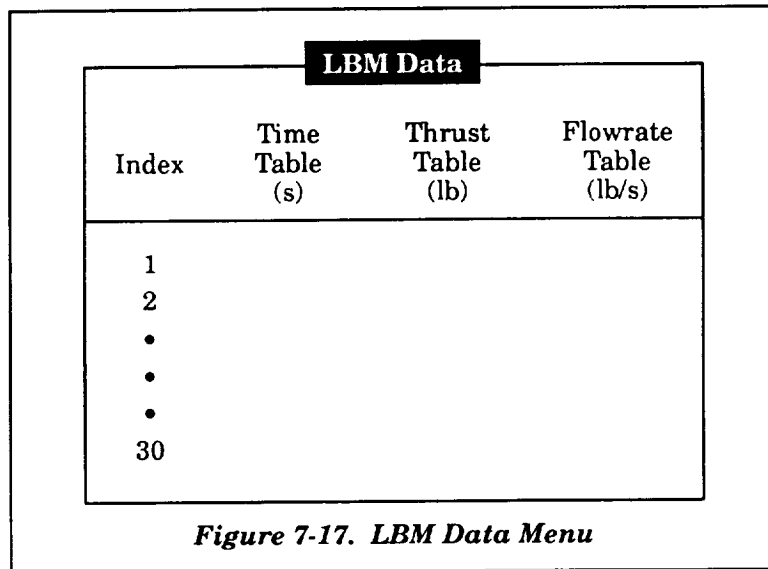 LBM Data
Index Time Table (s) Thrust Table (lb) Flowrate Table (lb/s)
1
2
•
•
•
30
Figure 7-17. LBM Data Menu